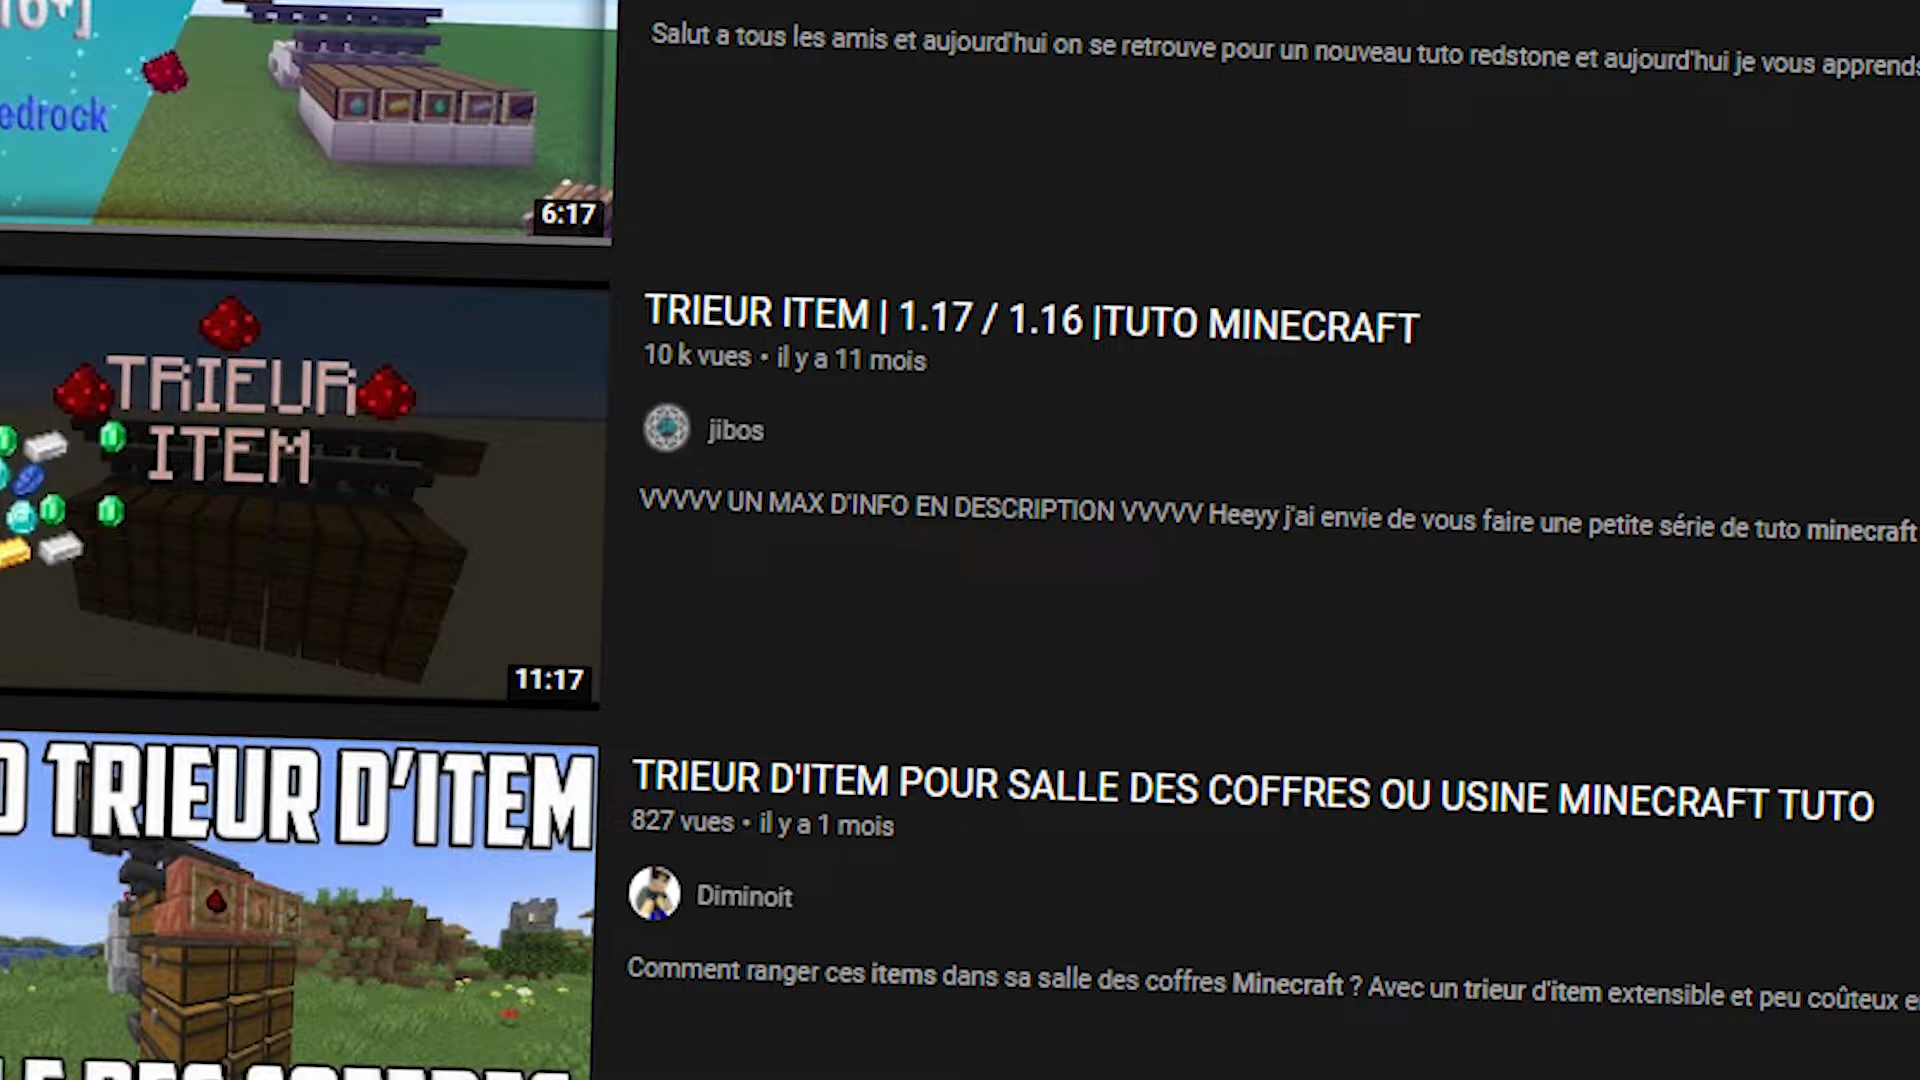 edrock
6:17
Salut a tous les amis et aujourd'hui on se retrouve pour un nouveau tuto redstone et aujourd'hui je vous apprends
TRIEUR
ITEM
11:17
TRIEUR ITEM | 1.17 / 1.16 |TUTO MINECRAFT
10 k vues • il y a 11 mois
jibos
VVVVV UN MAX D'INFO EN DESCRIPTION VVVVV Heeyy j'ai envie de vous faire une petite série de tuto minecraft
TRIEUR D'ITEM
TRIEUR D'ITEM POUR SALLE DES COFFRES OU USINE MINECRAFT TUTO
827 vues • il y a 1 mois
Diminoit
Comment ranger ces items dans sa salle des coffres Minecraft ? Avec un trieur d'item extensible et peu coûteux